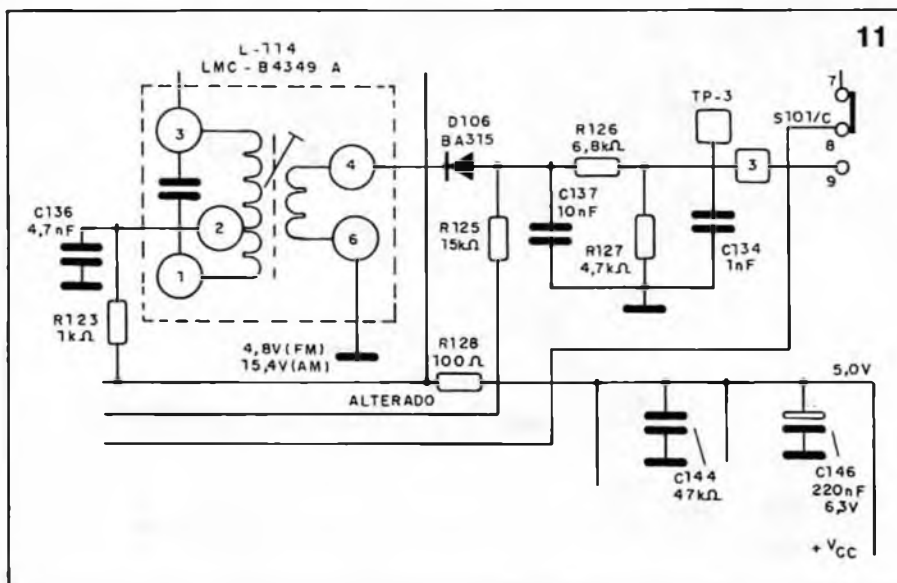 11
L-114
LMC-B4349 A
3
4
2
1
6
C136
4,7nF
R123
1kΩ
4,8V(FM)
15,4V(AM)
D106
BA315
R125
15kΩ
R128
100Ω
ALTERADO
R126
6,8kΩ
C137
10nF
R127
4,7kΩ
TP-3
C134
1nF
3
7
S101/C
8
9
5,0V
C144
47kΩ
C146
220nF
6,3V
+VCC